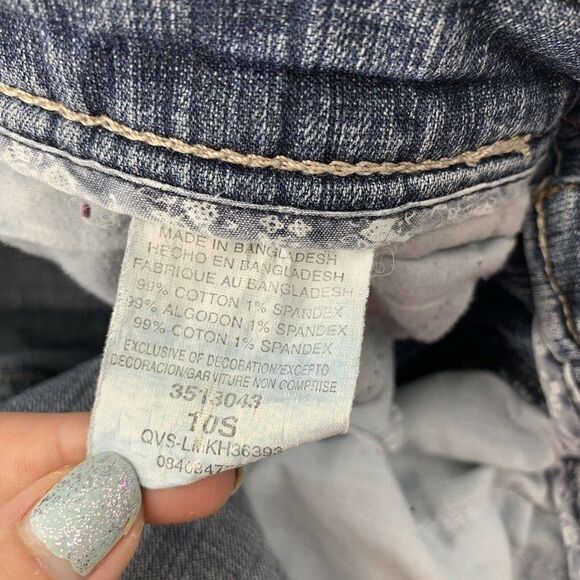 MADE IN BANGLADESH
HECHO EN BANGLADESH
FABRIQUE AU BANGLADESH
99% COTTON 1% SPANDEX
99% ALGODON 1% SPANDEX
99% COTON 1% SPANDEX
EXCLUSIVE OF DECORATION/EXCEPTO
DECORACION/GARVITURE NON COMPRISE
3513043
10S